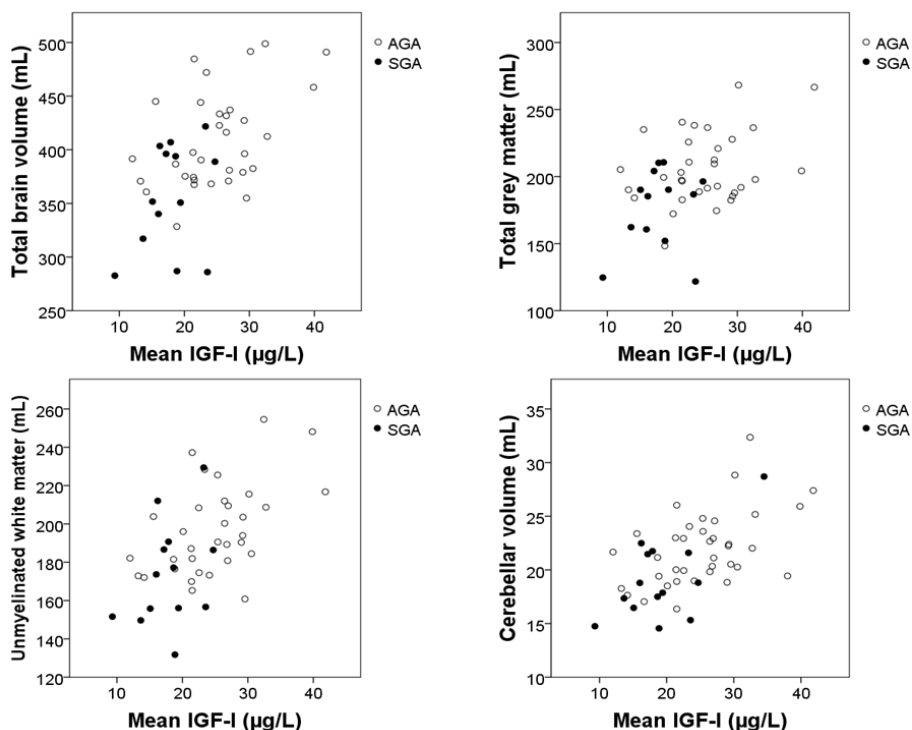 Total brain volume (mL)
500
450
400
350
300
250
10 20 30 40
Mean IGF-I (µg/L)
AGA
SGA
Total grey matter (mL)
300
250
200
150
100
10 20 30 40
Mean IGF-I (µg/L)
AGA
SGA
Unmyelinated white matter (mL)
260
240
220
200
180
160
140
120
10 20 30 40
Mean IGF-I (µg/L)
AGA
SGA
Cerebellar volume (mL)
35
30
25
20
15
10
10 20 30 40
Mean IGF-I (µg/L)
AGA
SGA